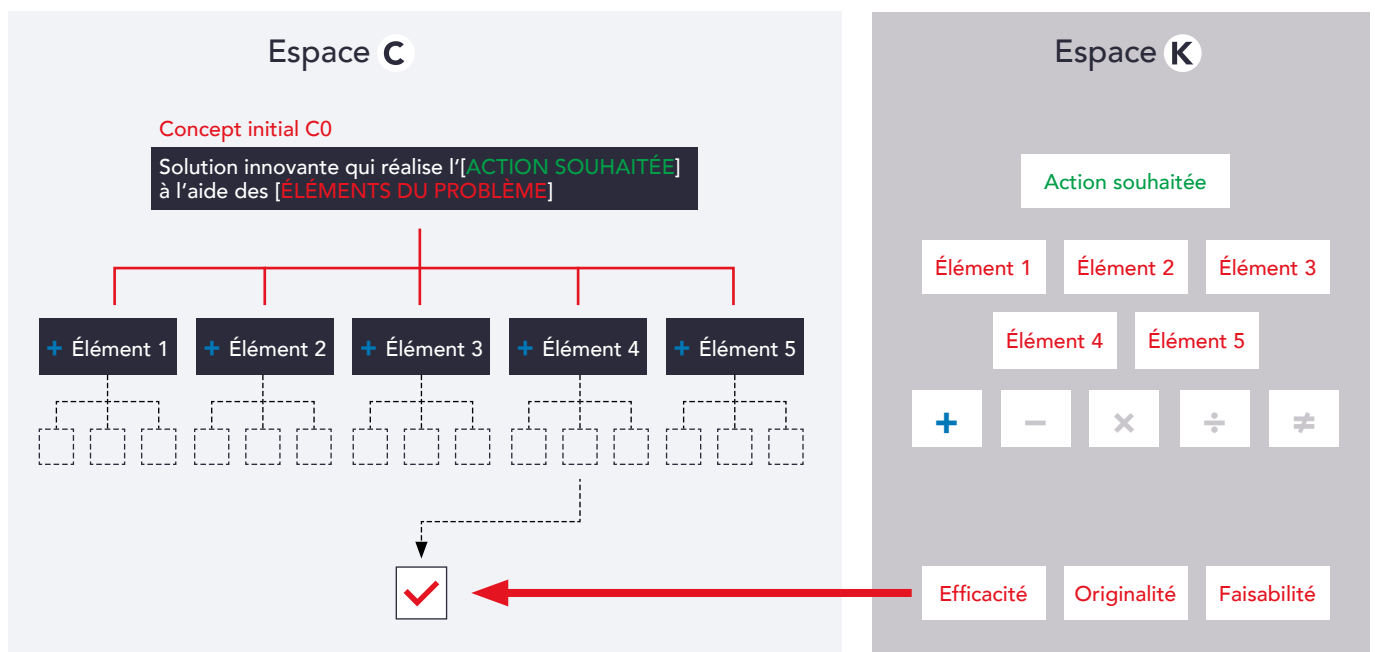 Espace C
Concept initial C0
Solution innovante qui réalise l'[ACTION SOUHAITÉE]
à l'aide des [ÉLÉMENTS DU PROBLÈME]
+ Élément 1
+ Élément 2
+ Élément 3
+ Élément 4
+ Élément 5
Espace K
Action souhaitée
Élément 1
Élément 2
Élément 3
Élément 4
Élément 5
+ − × ÷ ≠
Efficacité
Originalité
Faisabilité